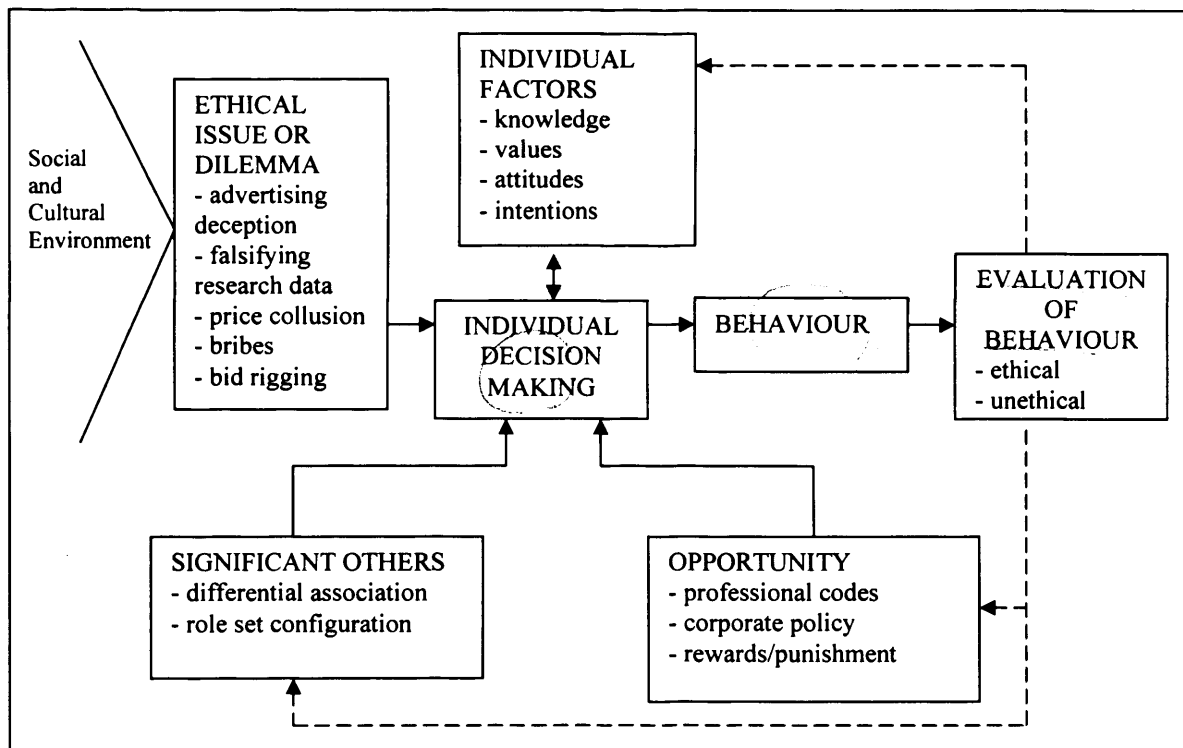 Social
and
Cultural
Environment
ETHICAL
ISSUE OR
DILEMMA
- advertising
deception
- falsifying
research data
- price collusion
- bribes
- bid rigging
INDIVIDUAL
FACTORS
- knowledge
- values
- attitudes
- intentions
INDIVIDUAL
DECISION
MAKING
BEHAVIOUR
EVALUATION
OF
BEHAVIOUR
- ethical
- unethical
SIGNIFICANT OTHERS
- differential association
- role set configuration
OPPORTUNITY
- professional codes
- corporate policy
- rewards/punishment